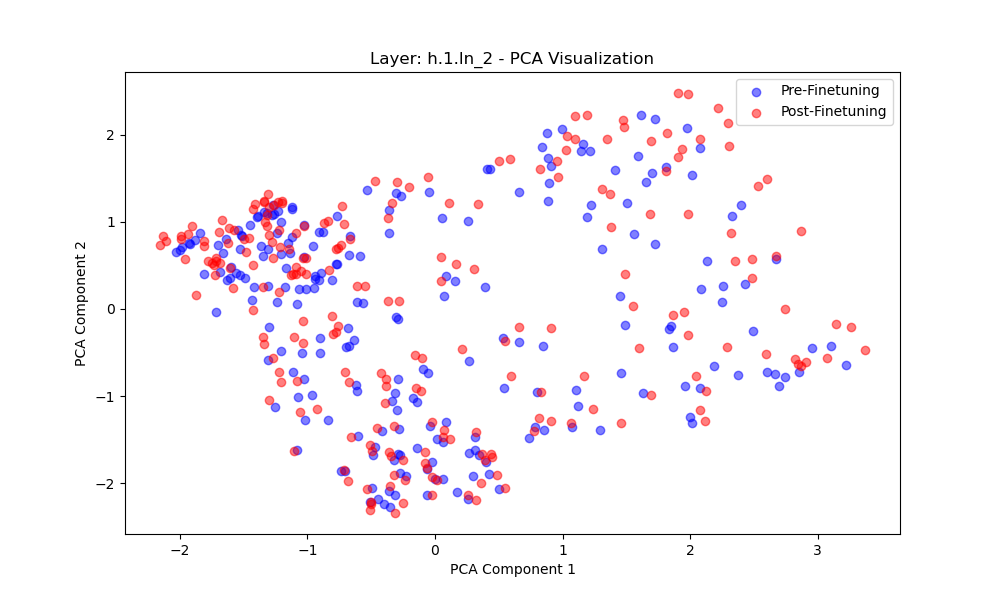 Layer: h.1.ln_2 - PCA Visualization
Pre-Finetuning
Post-Finetuning
PCA Component 2
2
1
0
−1
−2
−2
−1
0
1
2
3
PCA Component 1